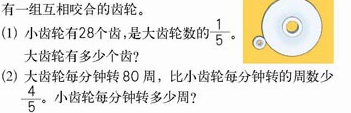 有一组互相咬合的齿轮。
(1) 小齿轮有28个齿,是大齿轮数的1/5。
大齿轮有多少个齿?
(2) 大齿轮每分钟转80周,比小齿轮每分钟转的周数少
4/5。小齿轮每分钟转多少周?